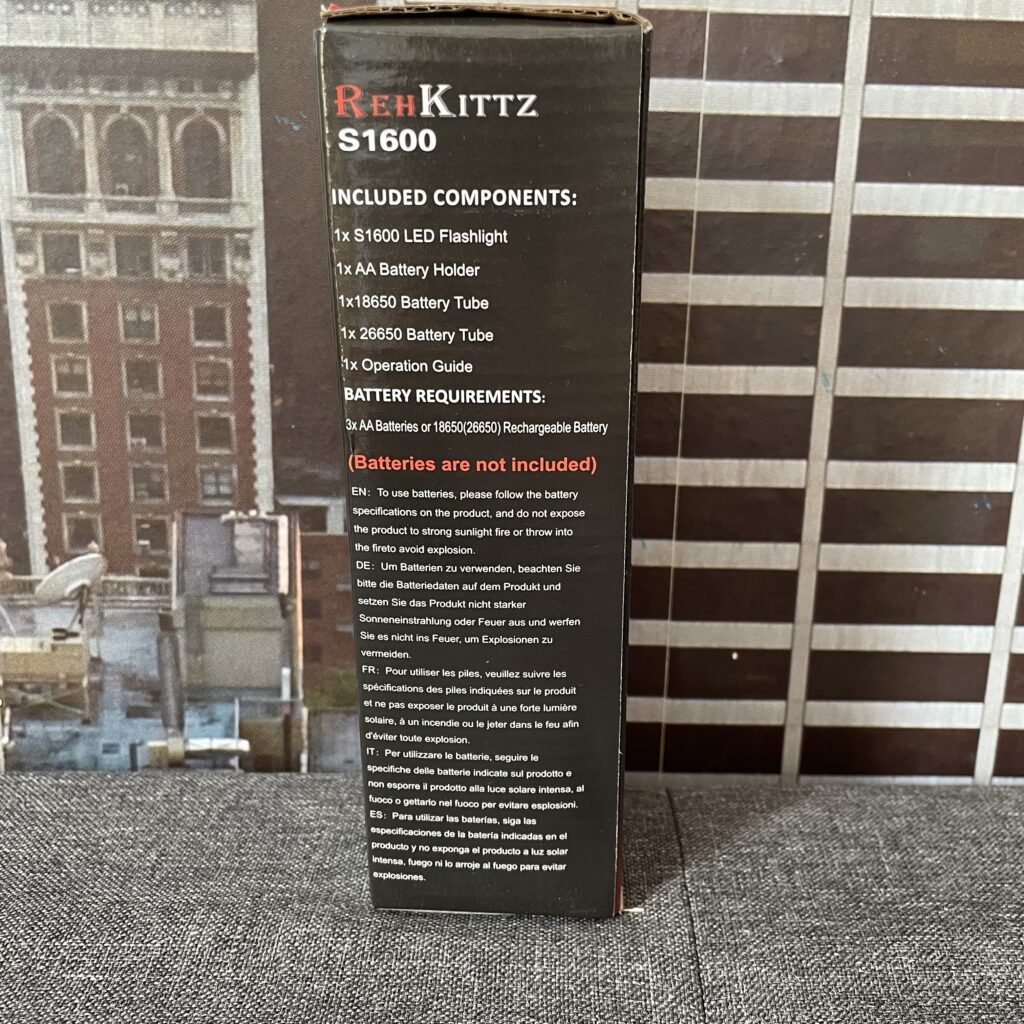 REHKITTZ
S1600
INCLUDED COMPONENTS:
1x S1600 LED Flashlight
1x AA Battery Holder
1x18650 Battery Tube
1x 26650 Battery Tube
1x Operation Guide
BATTERY REQUIREMENTS:
3x AA Batteries or 18650(26650) Rechargeable Battery
(Batteries are not included)
EN: To use batteries, please follow the battery
specifications on the product, and do not expose
the product to strong sunlight fire or throw into
the fireto avoid explosion.
DE: Um Batterien zu verwenden, beachten Sie
bitte die Batteriedaten auf dem Produkt und
setzen Sie das Produkt nicht starker
Sonneneinstrahlung oder Feuer aus und werfen
Sie es nicht ins Feuer, um Explosionen zu
vermeiden.
FR: Pour utiliser les piles, veuillez suivre les
spécifications des piles indiquées sur le produit
et ne pas exposer le produit à une forte lumière
solaire, à un incendie ou le jeter dans le feu afin
d'éviter toute explosion.
IT: Per utilizzare le batterie, seguire le
specifiche delle batterie indicate sul prodotto e
non esporre il prodotto alla luce solare intensa, al
fuoco o gettarlo nel fuoco per evitare esplosioni.
ES: Para utilizar las baterías, siga las
especificaciones de la batería indicadas en el
producto y no exponga el producto a luz solar
intensa, fuego ni lo arroje al fuego para evitar
explosiones.